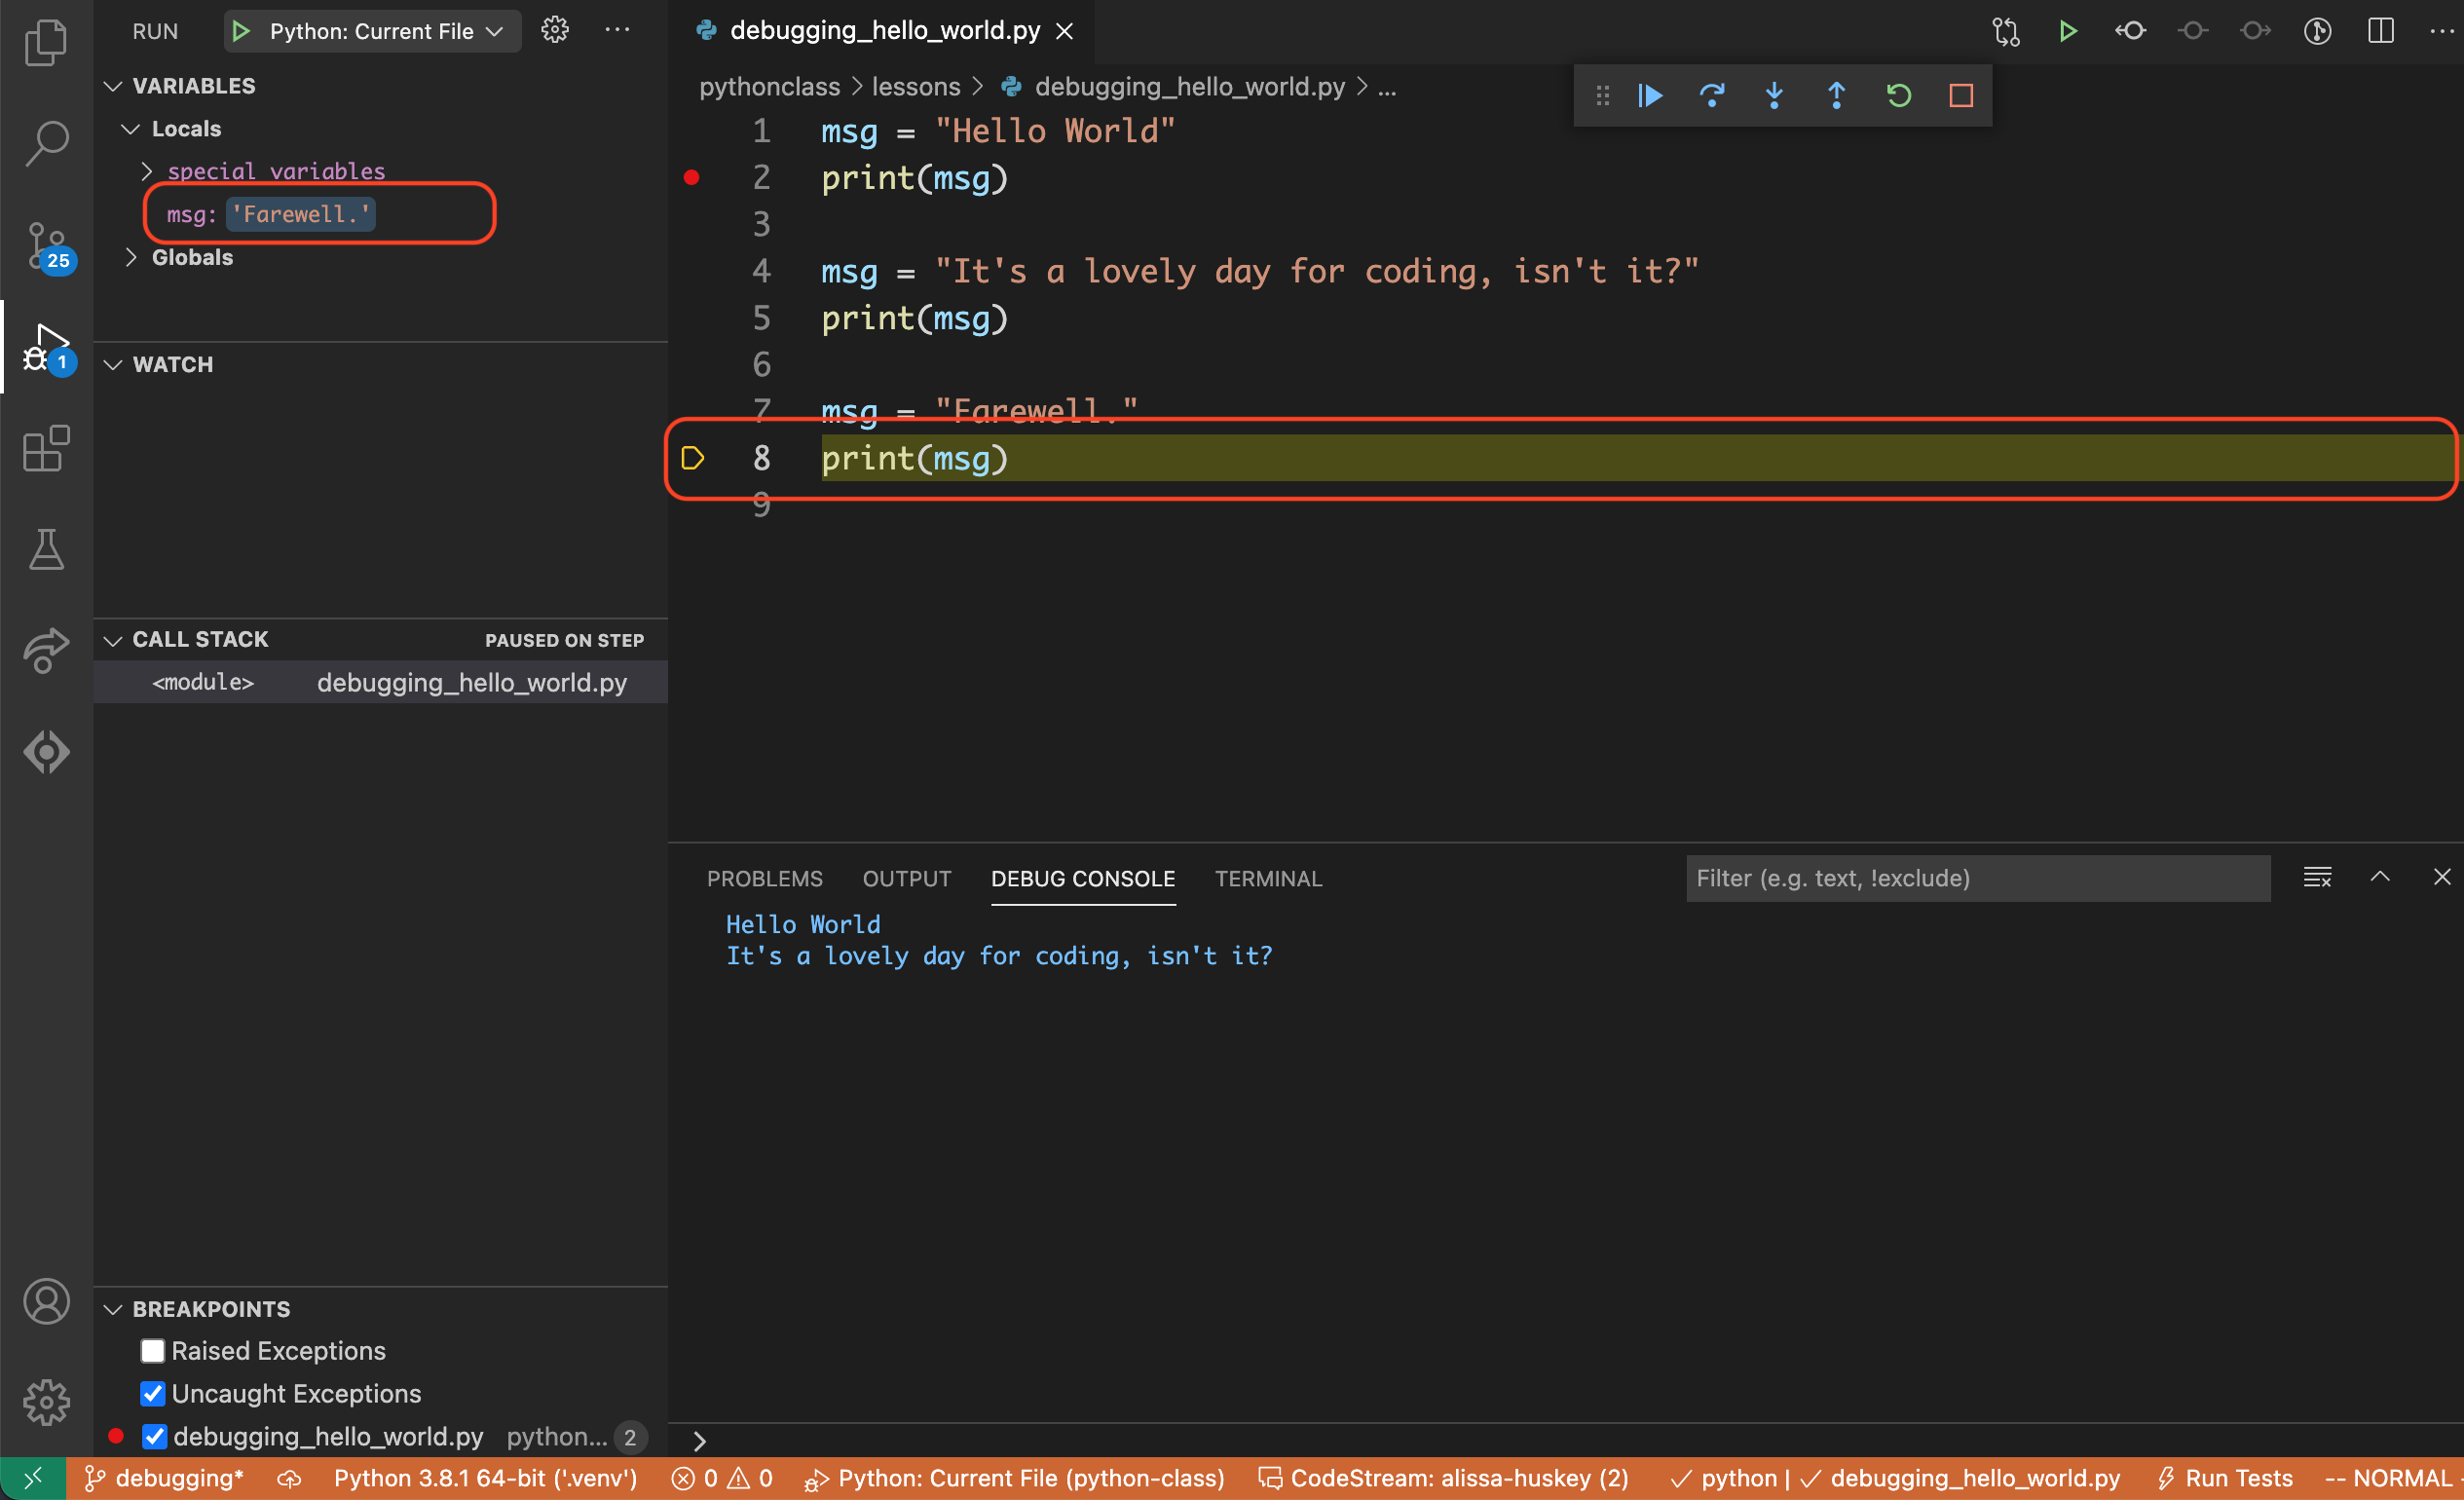 RUN Python: Current File
VARIABLES
Locals
special variables
msg: 'Farewell.'
Globals
WATCH
CALL STACK PAUSED ON STEP
<module> debugging_hello_world.py
BREAKPOINTS
Raised Exceptions
Uncaught Exceptions
debugging_hello_world.py python... 2
25
1
debugging_hello_world.py
pythonclass > lessons > debugging_hello_world.py > ...
1 msg = "Hello World"
2 print(msg)
3
4 msg = "It's a lovely day for coding, isn't it?"
5 print(msg)
6
7 msg = "Farewell."
8 print(msg)
9
PROBLEMS OUTPUT DEBUG CONSOLE TERMINAL Filter (e.g. text, !exclude)
Hello World
It's a lovely day for coding, isn't it?
debugging* Python 3.8.1 64-bit ('.venv') 0 0 Python: Current File (python-class) CodeStream: alissa-huskey (2) python | debugging_hello_world.py Run Tests -- NORMAL -